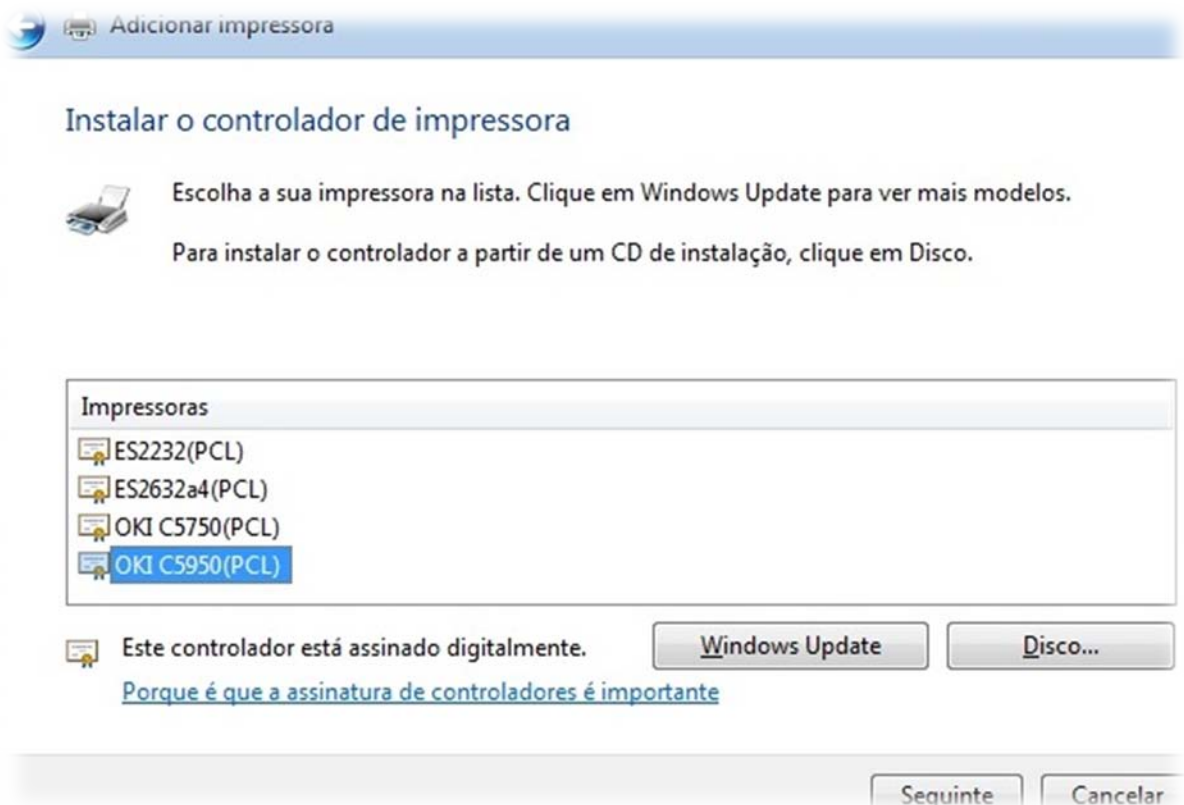 Adicionar impressora
Instalar o controlador de impressora
Escolha a sua impressora na lista. Clique em Windows Update para ver mais modelos.
Para instalar o controlador a partir de um CD de instalação, clique em Disco.
Impressoras
ES2232(PCL)
ES2632a4(PCL)
OKI C5750(PCL)
OKI C5950(PCL)
Este controlador está assinado digitalmente.
Windows Update
Disco...
Porque é que a assinatura de controladores é importante
Seguinte
Cancelar